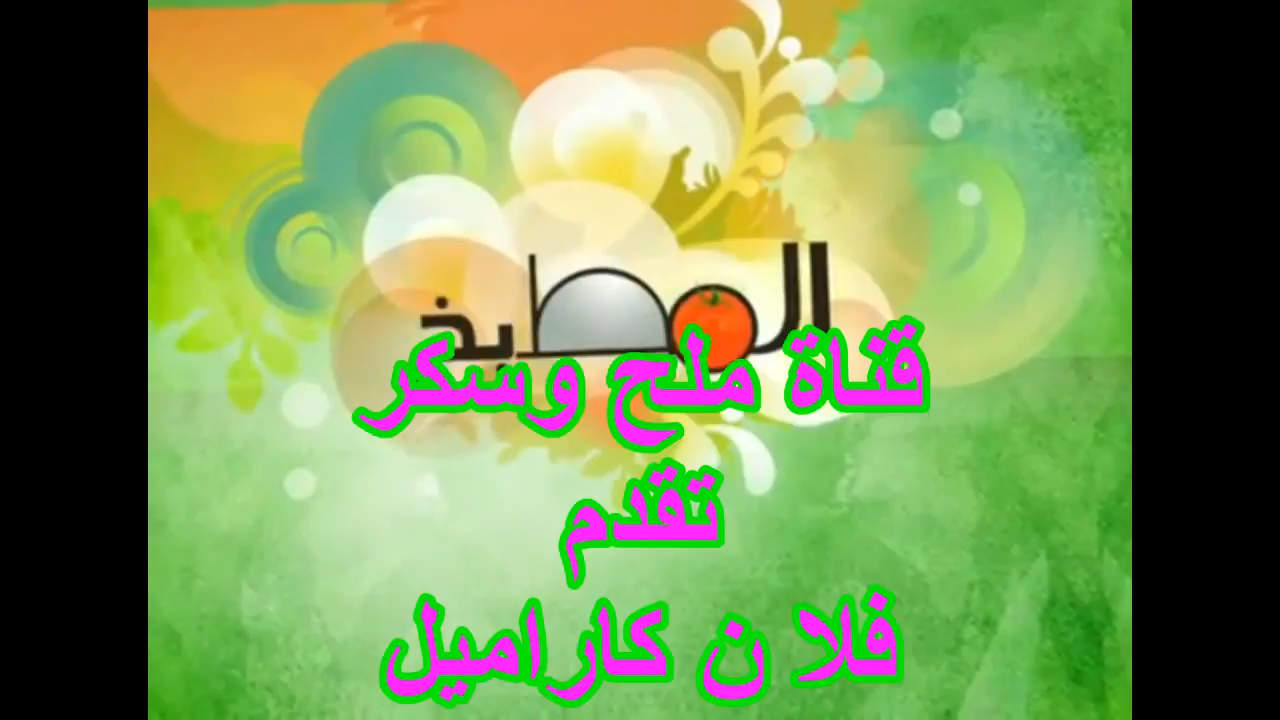 المطبخ
قناة ملح وسكر
تقدم
فلا ن كاراميل